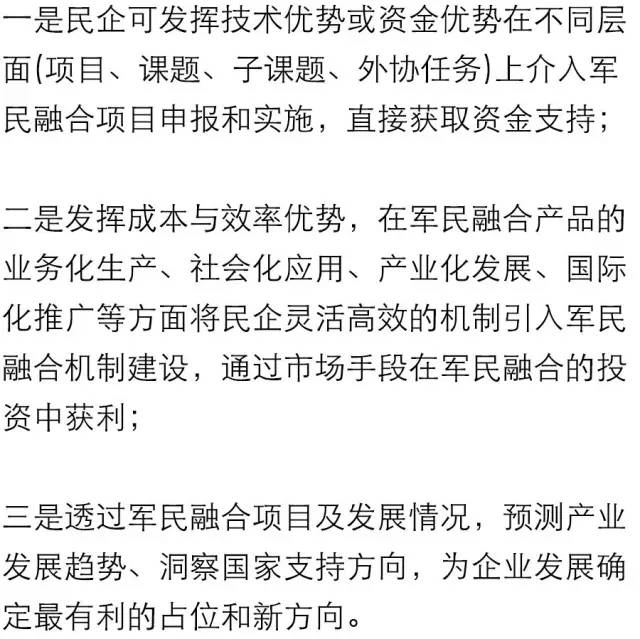 一是民企可发挥技术优势或资金优势在不同层
面(项目、课题、子课题、外协任务)上介入军
民融合项目申报和实施，直接获取资金支持；
二是发挥成本与效率优势，在军民融合产品的
业务化生产、社会化应用、产业化发展、国际
化推广等方面将民企灵活高效的机制引入军民
融合机制建设，通过市场手段在军民融合的投
资中获利；
三是透过军民融合项目及发展情况，预测产业
发展趋势、洞察国家支持方向，为企业发展确
定最有利的占位和新方向。